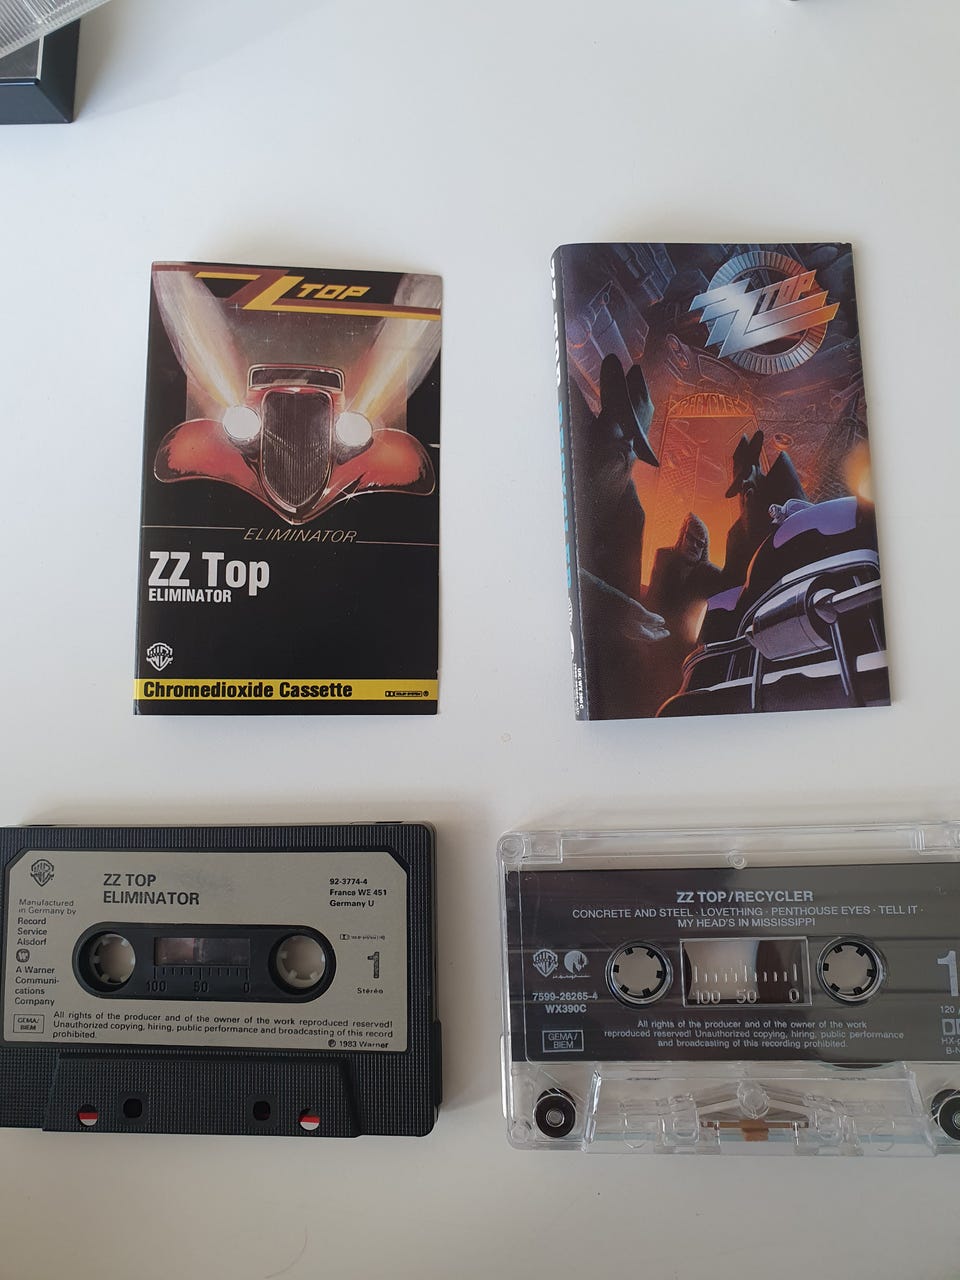 ZZ TOP
ELIMINATOR
ZZ Top
ELIMINATOR
Chromedioxide Cassette
ZZ TOP
RECYCLER
ZZ TOP
ELIMINATOR
92-3774-4
France WE 451
Germany U
Manufactured
in Germany by
Record
Service
Alsdorf
A Warner
Communi-
cations
Company
GEMA/
BIEM
100 50 0
1
Stéréo
All rights of the producer and of the owner of the work reproduced reserved!
Unauthorized copying, hiring, public performance and broadcasting of this record
prohibited.
℗ 1983 Warner
ZZ TOP/RECYCLER
CONCRETE AND STEEL · LOVETHING · PENTHOUSE EYES · TELL IT ·
MY HEAD'S IN MISSISSIPPI
7599-26265-4
WX390C
100 50 0
1
120
GEMA/
BIEM
All rights of the producer and of the owner of the work
reproduced reserved! Unauthorized copying, hiring, public performance
and broadcasting of this recording prohibited.